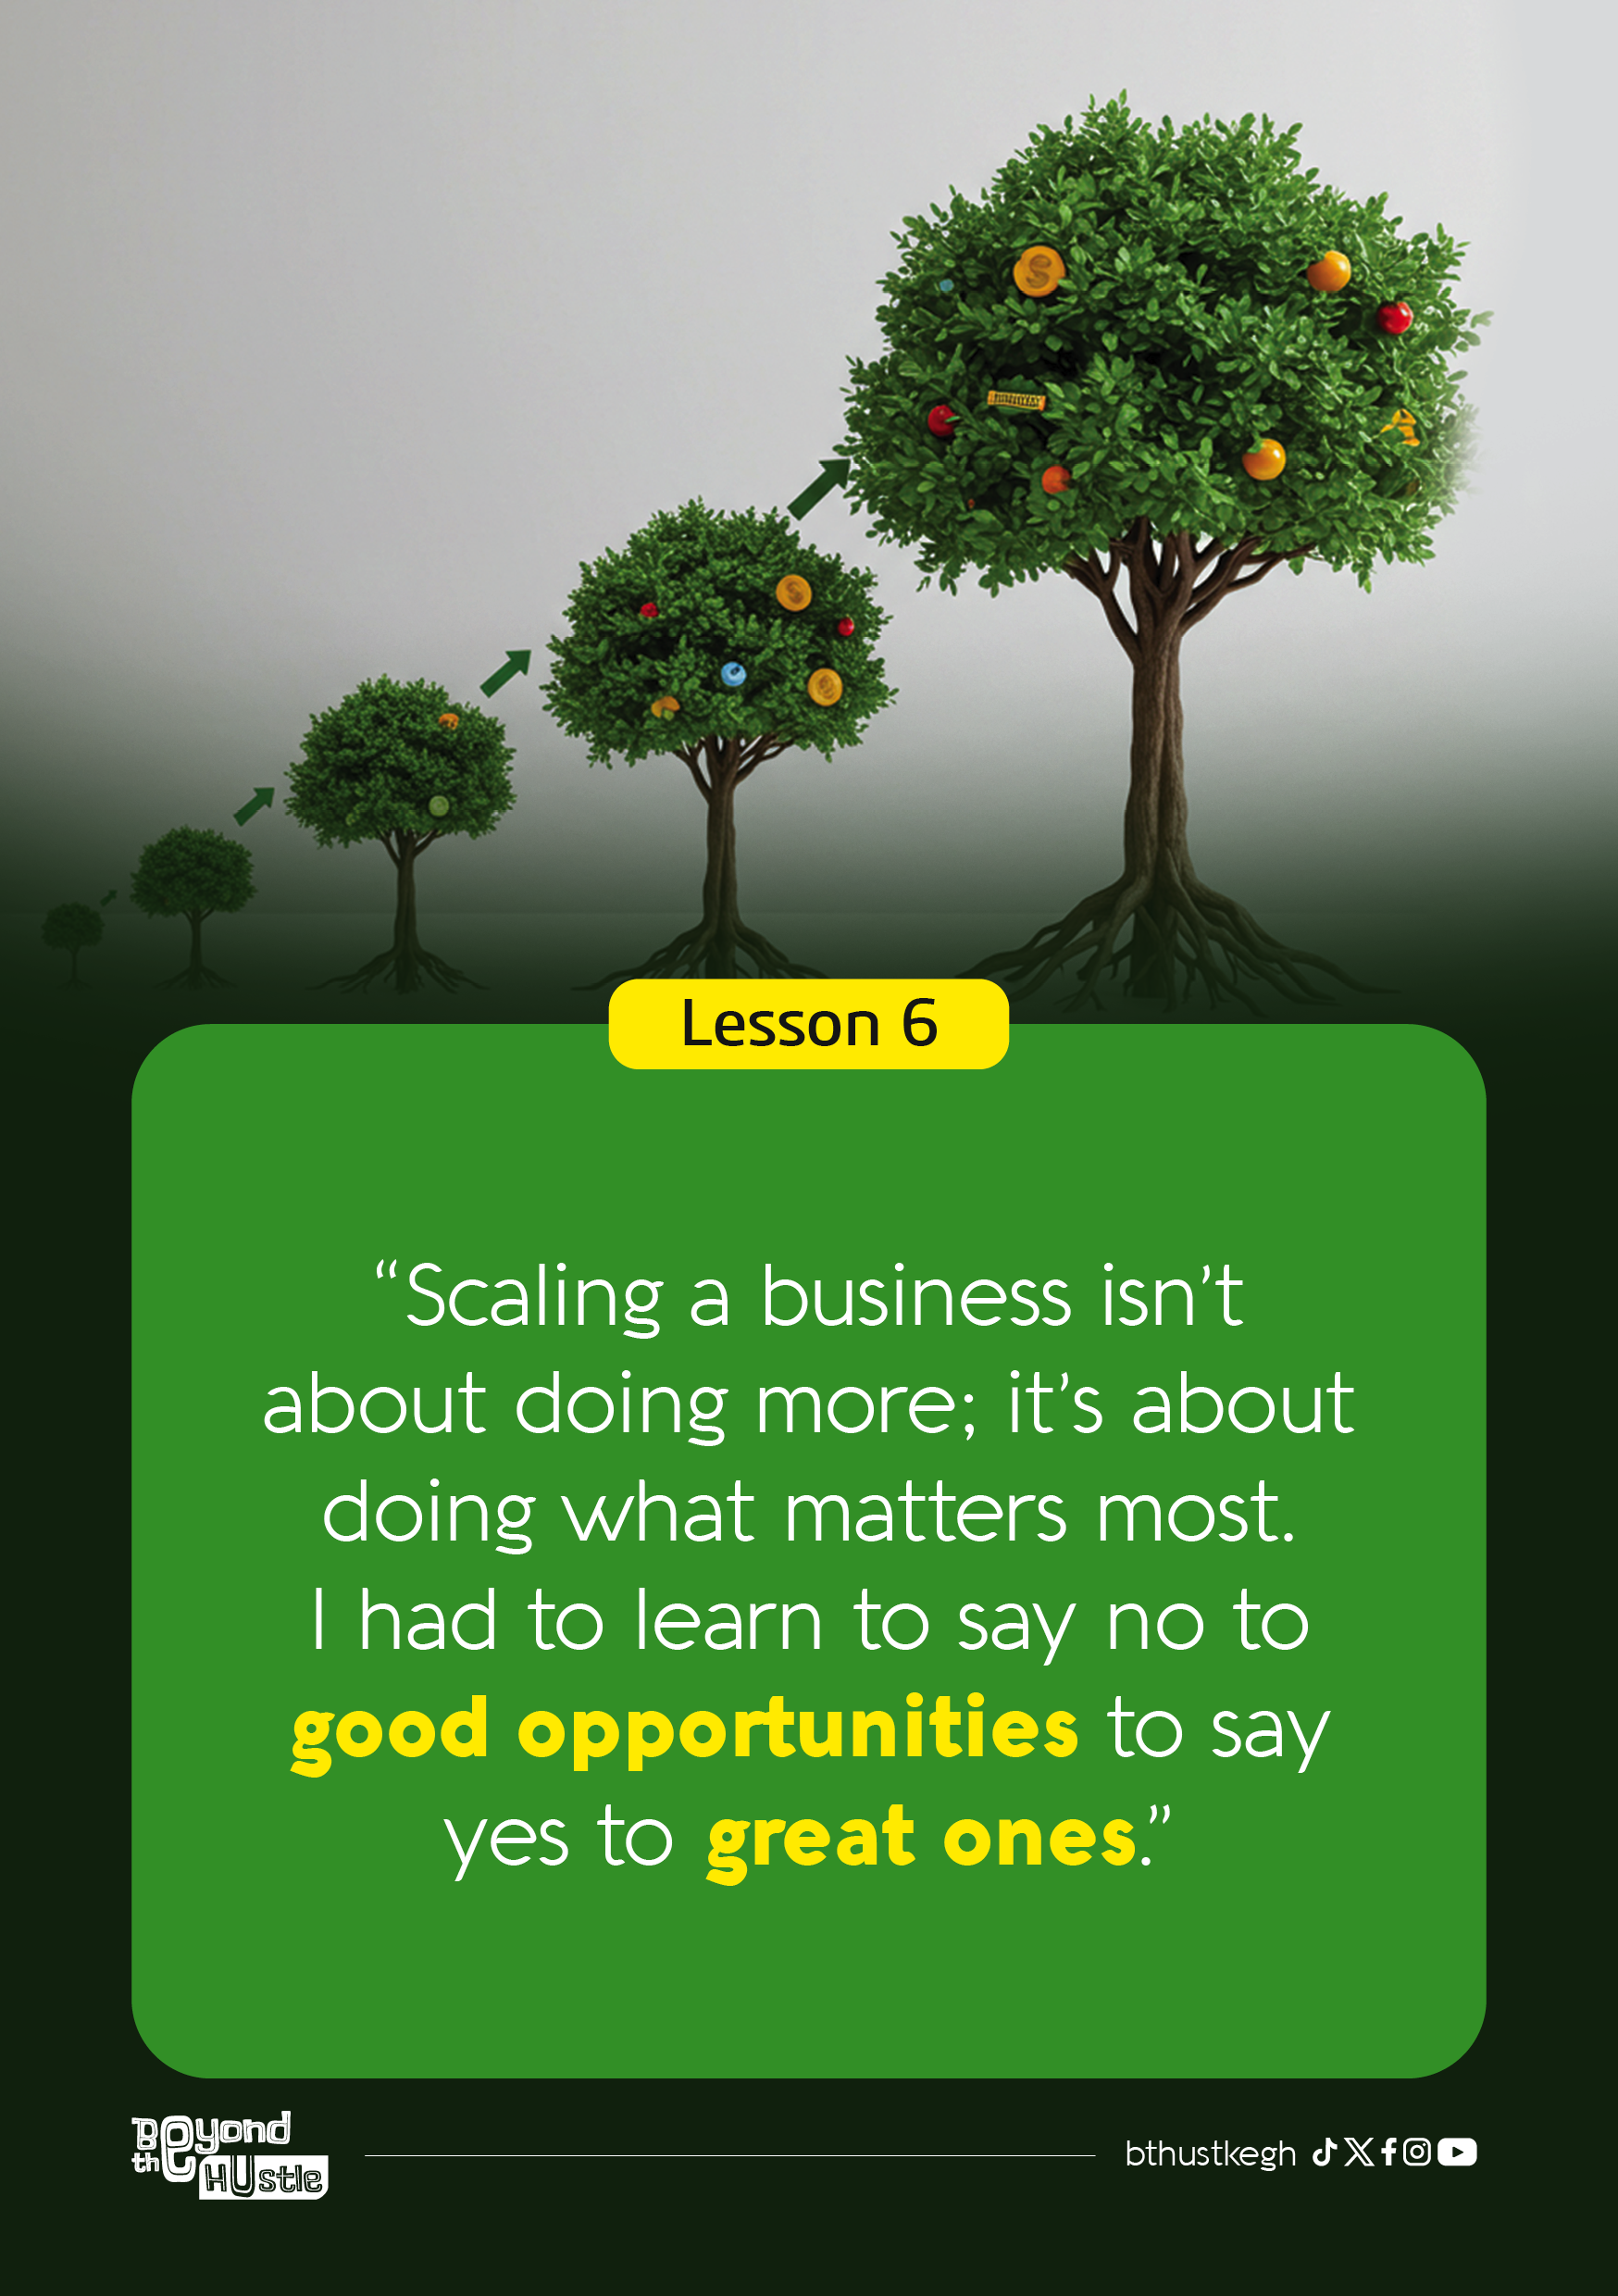 Lesson 6
“Scaling a business isn’t
about doing more; it’s about
doing what matters most.
I had to learn to say no to
good opportunities to say
yes to great ones.”
Beyond
the HUstle
bthustkegh